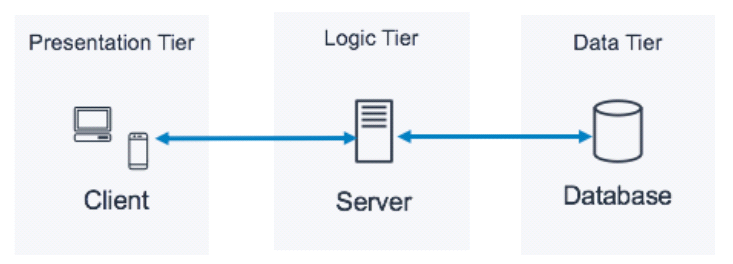 Presentation Tier
Logic Tier
Data Tier
Client
Server
Database